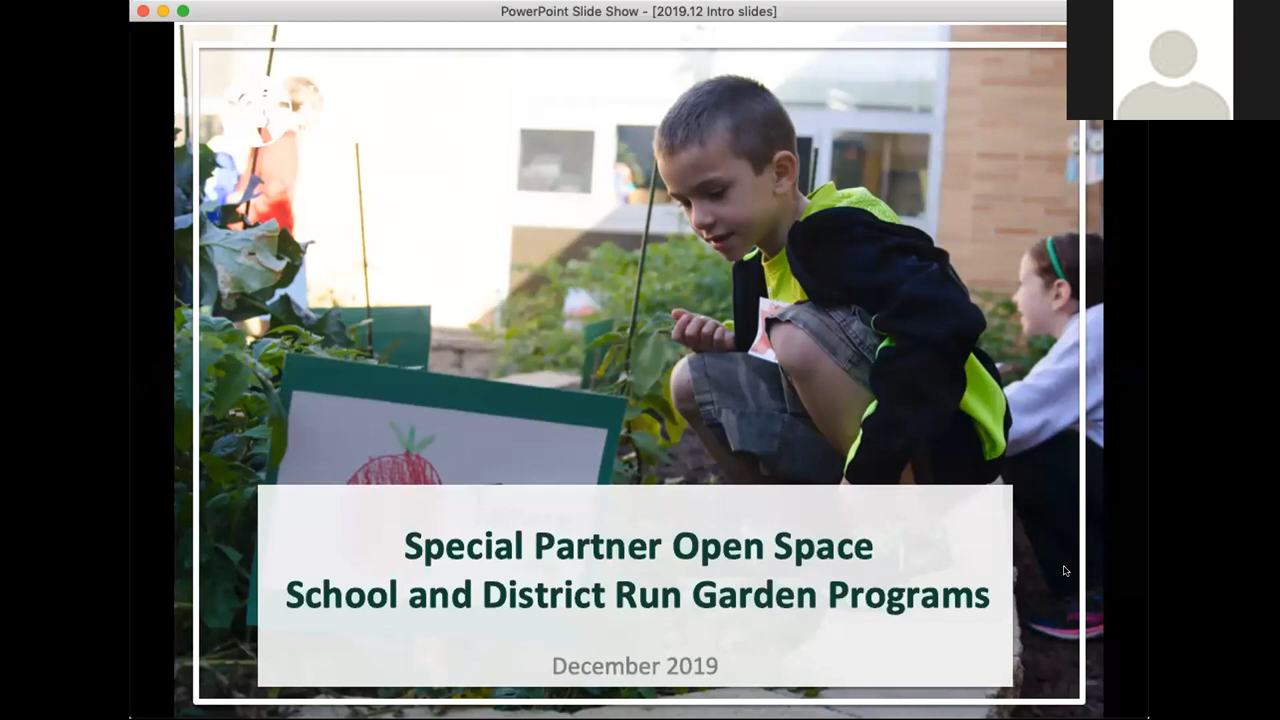 PowerPoint Slide Show - [2019.12 Intro slides]
Special Partner Open Space
School and District Run Garden Programs
December 2019